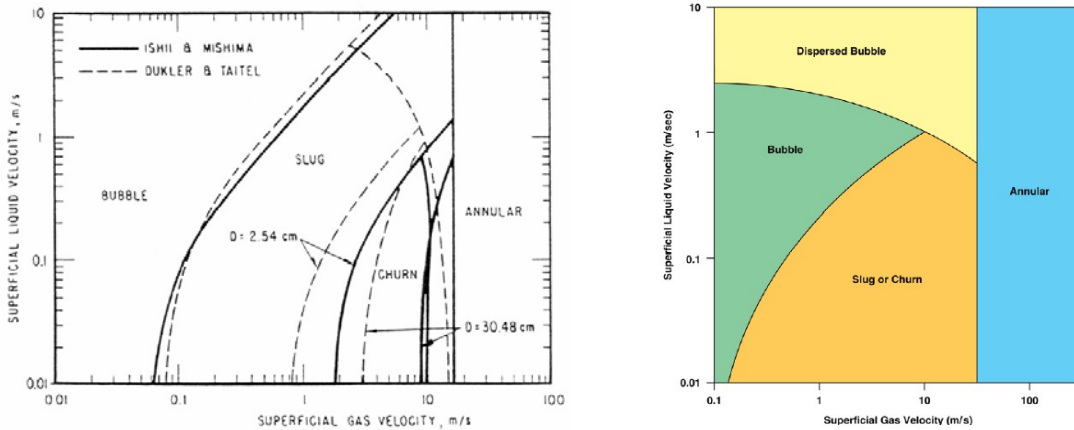 10
ISHII & MISHIMA
DUKLER & TAITEL
SUPERFICIAL LIQUID VELOCITY, m/s
1
SLUG
BUBBLE
ANNULAR
D = 2.54 cm
0.1
CHURN
D = 30.48 cm
0.01
0.01
0.1
1
10
100.0
SUPERFICIAL GAS VELOCITY, m/s
10
Dispersed Bubble
Superficial Liquid Velocity (m/sec)
1
Bubble
Annular
0.1
Slug or Churn
0.01
0.1
1
10
100
Superficial Gas Velocity (m/s)